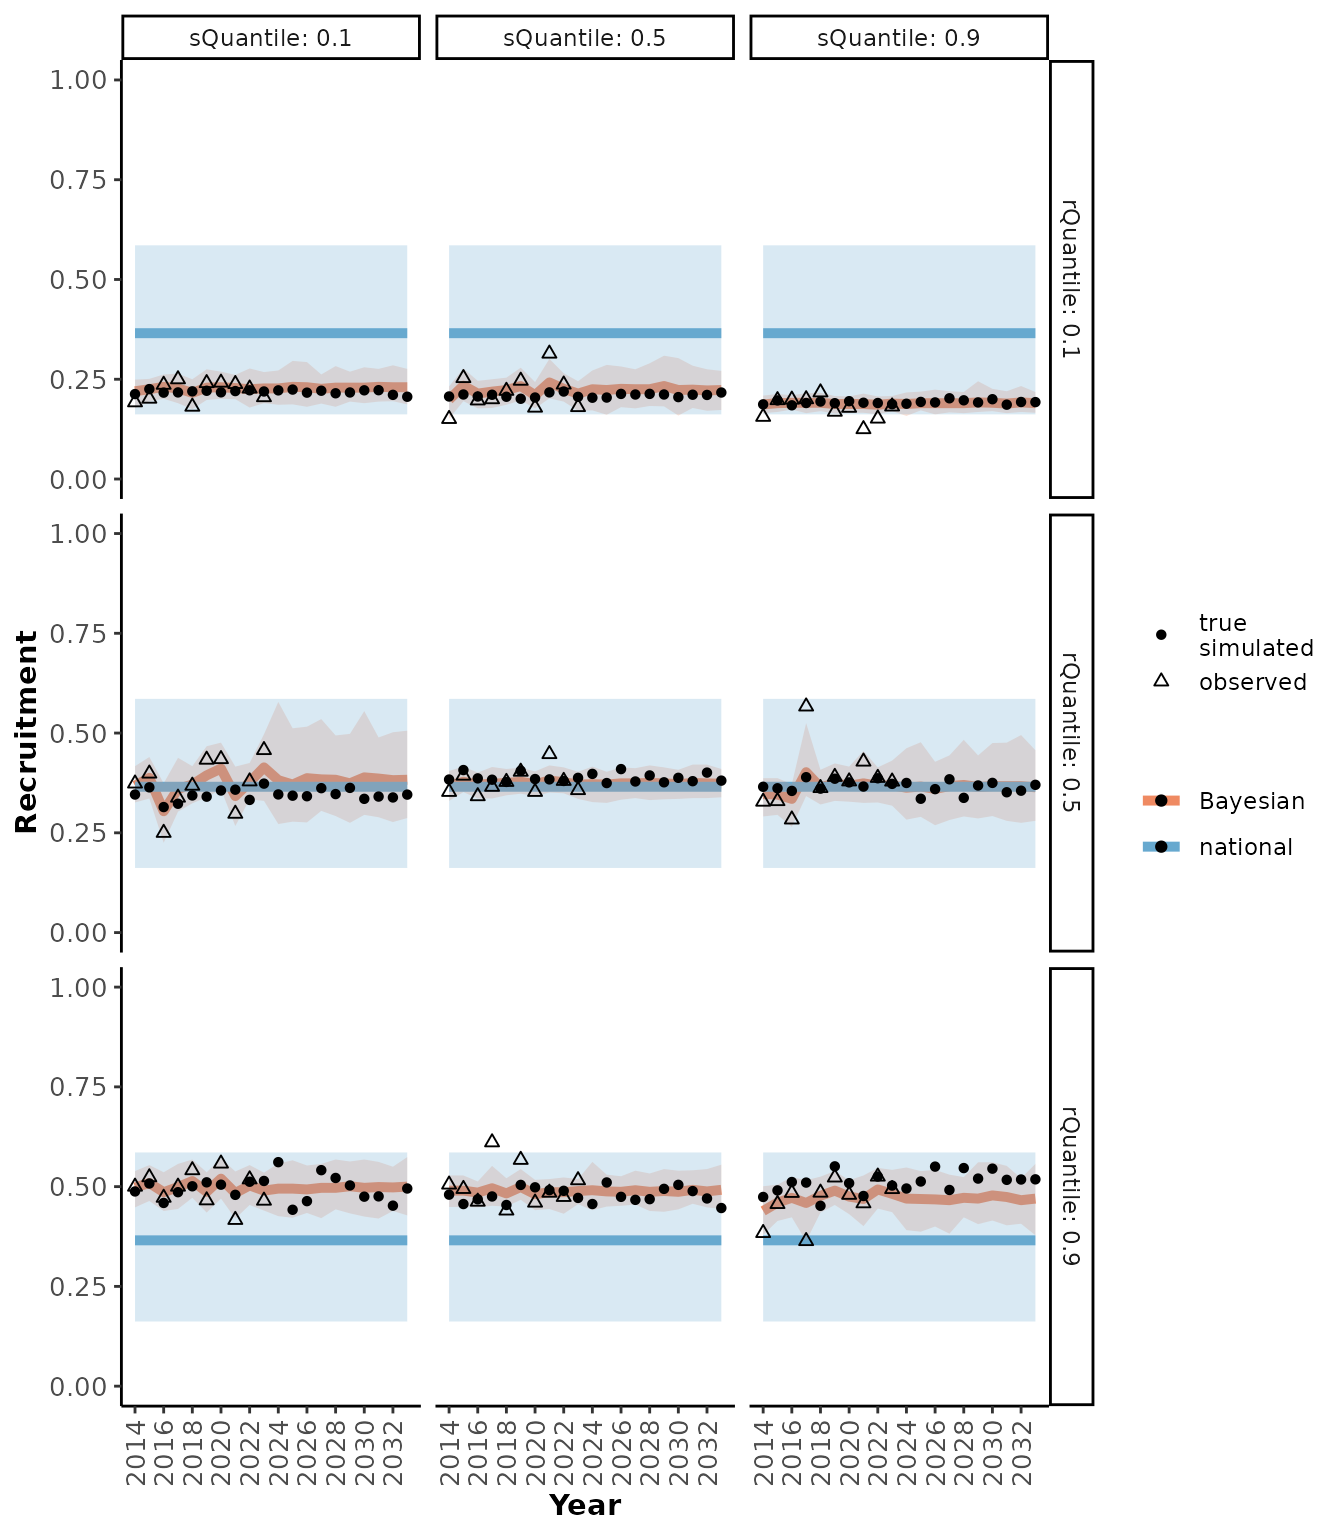 sQuantile: 0.1
sQuantile: 0.5
sQuantile: 0.9
1.00
0.75
0.50
0.25
0.00
rQuantile: 0.1
1.00
0.75
0.50
0.25
0.00
rQuantile: 0.5
1.00
0.75
0.50
0.25
0.00
rQuantile: 0.9
Recruitment
2014 2016 2018 2020 2022 2024 2026 2028 2030 2032
2014 2016 2018 2020 2022 2024 2026 2028 2030 2032
2014 2016 2018 2020 2022 2024 2026 2028 2030 2032
Year
true
simulated
observed
Bayesian
national